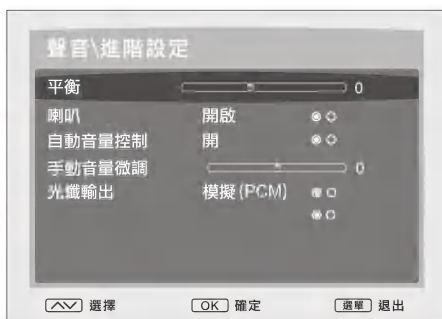 聲音\進階設定
平衡 0
喇叭 開啟
自動音量控制 開
手動音量微調 0
光纖輸出 模擬(PCM)
選擇 OK 確定 選單 退出